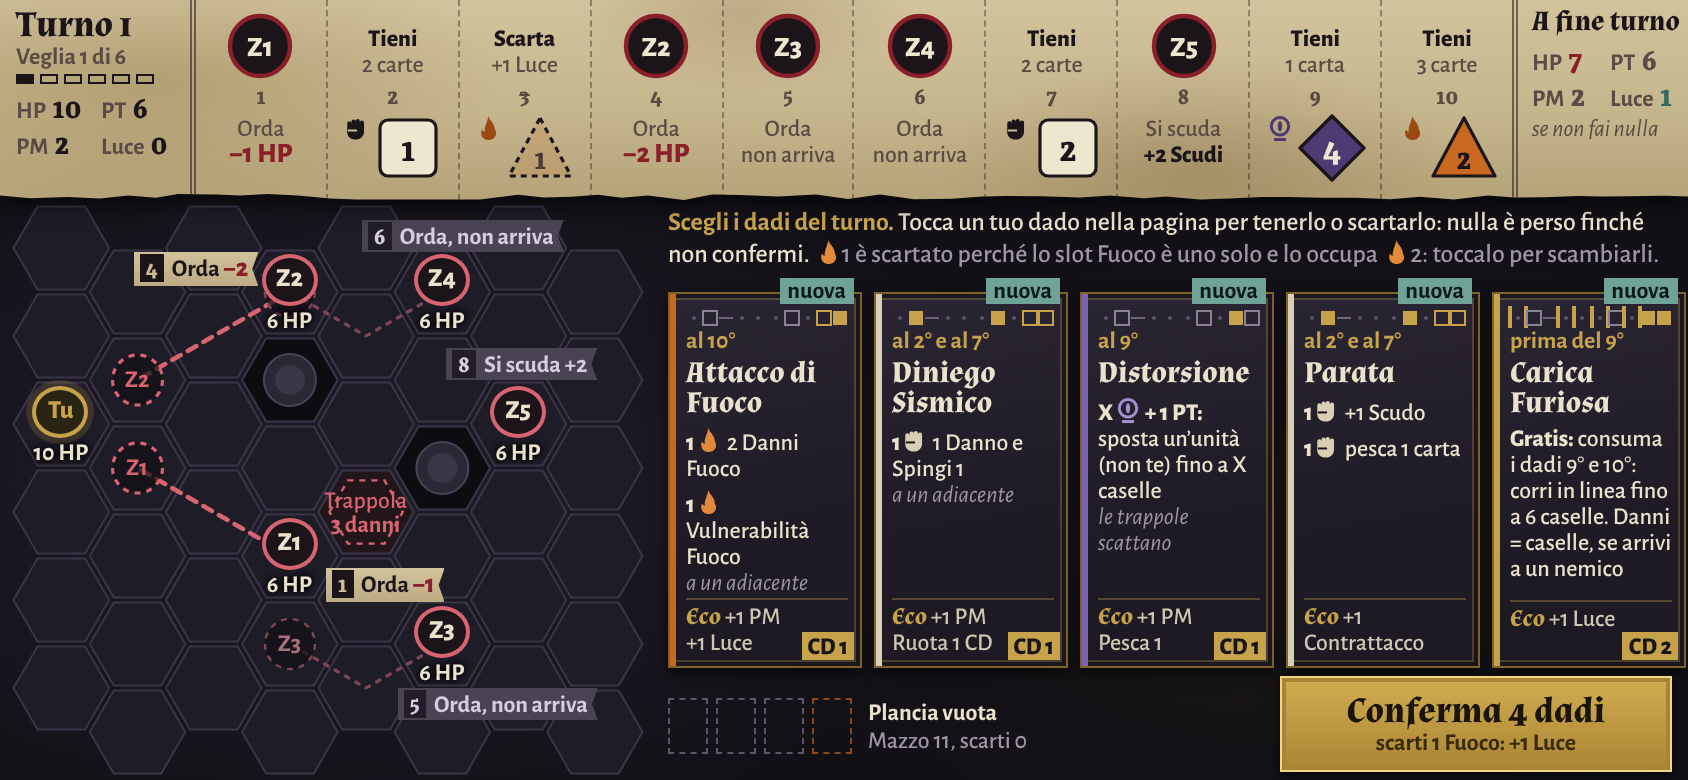 Turno 1
Veglia 1 di 6
HP 10 PT 6
PM 2 Luce 0
Z1
1
Orda
–1 HP
Tieni
2 carte
2
1
Scarta
+1 Luce
3
1
Z2
4
Orda
–2 HP
Z3
5
Orda
non arriva
Z4
6
Orda
non arriva
Tieni
2 carte
7
2
Z5
8
Si scuda
+2 Scudi
Tieni
1 carta
9
4
Tieni
3 carte
10
2
A fine turno
HP 7 PT 6
PM 2 Luce 1
se non fai nulla
6 Orda, non arriva
4 Orda –2
Z2
6 HP
Z4
6 HP
8 Si scuda +2
Z2
Tu
10 HP
Z5
6 HP
Z1
Trappola
3 danni
Z1
6 HP
1 Orda –1
Z3
Z3
6 HP
5 Orda, non arriva
Scegli i dadi del turno. Tocca un tuo dado nella pagina per tenerlo o scartarlo: nulla è perso finché
non confermi. 1 è scartato perché lo slot Fuoco è uno solo e lo occupa 2: toccalo per scambiarli.
nuova
al 10°
Attacco di
Fuoco
1 2 Danni
Fuoco
1
Vulnerabilità
Fuoco
a un adiacente
Eco +1 PM
+1 Luce
CD 1
nuova
al 2° e al 7°
Diniego
Sismico
1 1 Danno e
Spingi 1
a un adiacente
Eco +1 PM
Ruota 1 CD
CD 1
nuova
al 9°
Distorsione
X +1 PT:
sposta un’unità
(non te) fino a X
caselle
le trappole
scattano
Eco +1 PM
Pesca 1
CD 1
nuova
al 2° e al 7°
Parata
1 +1 Scudo
1 pesca 1 carta
Eco +1
Contrattacco
nuova
prima del 9°
Carica
Furiosa
Gratis: consuma
i dadi 9° e 10°:
corri in linea fino
a 6 caselle. Danni
= caselle, se arrivi
a un nemico
Eco +1 Luce
CD 2
Plancia vuota
Mazzo 11, scarti 0
Conferma 4 dadi
scarti 1 Fuoco: +1 Luce